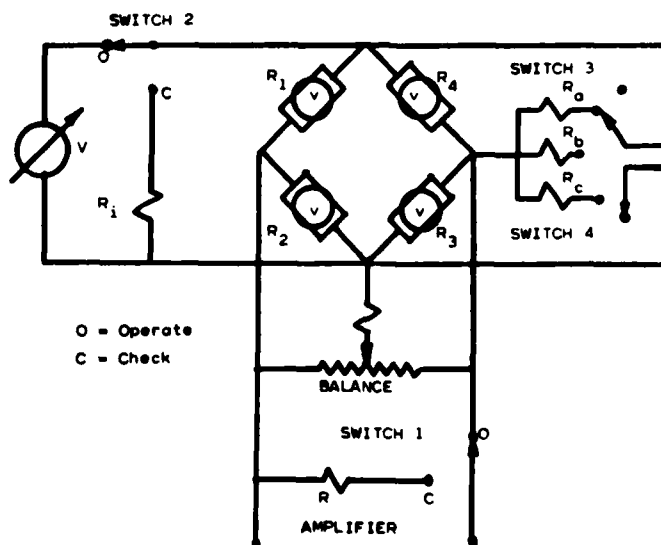 SWITCH 2
O
C
V
Ri
R1
V
R4
V
R2
V
R3
V
SWITCH 3
Ra
Rb
Rc
SWITCH 4
O = Operate
C = Check
BALANCE
SWITCH 1
O
R
C
AMPLIFIER